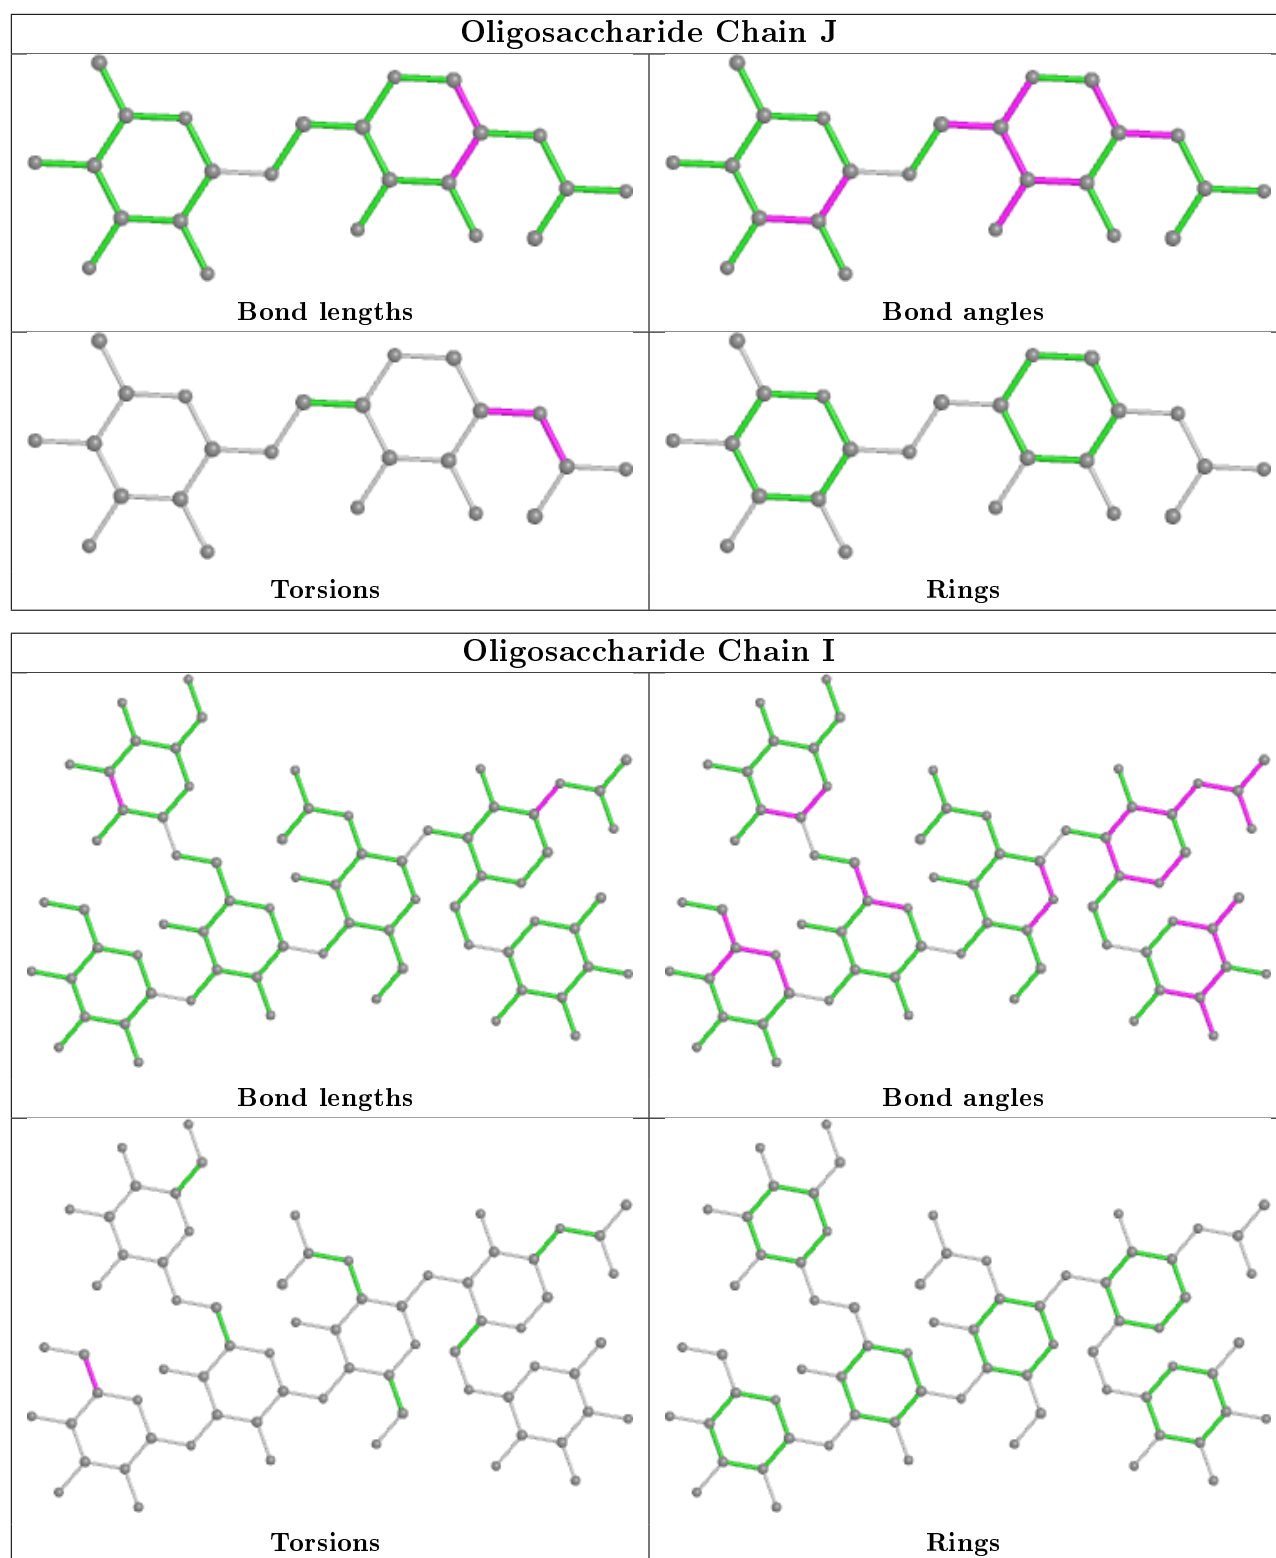 Oligosaccharide Chain J
Bond lengths
Bond angles
Torsions
Rings
Oligosaccharide Chain I
Bond lengths
Bond angles
Torsions
Rings